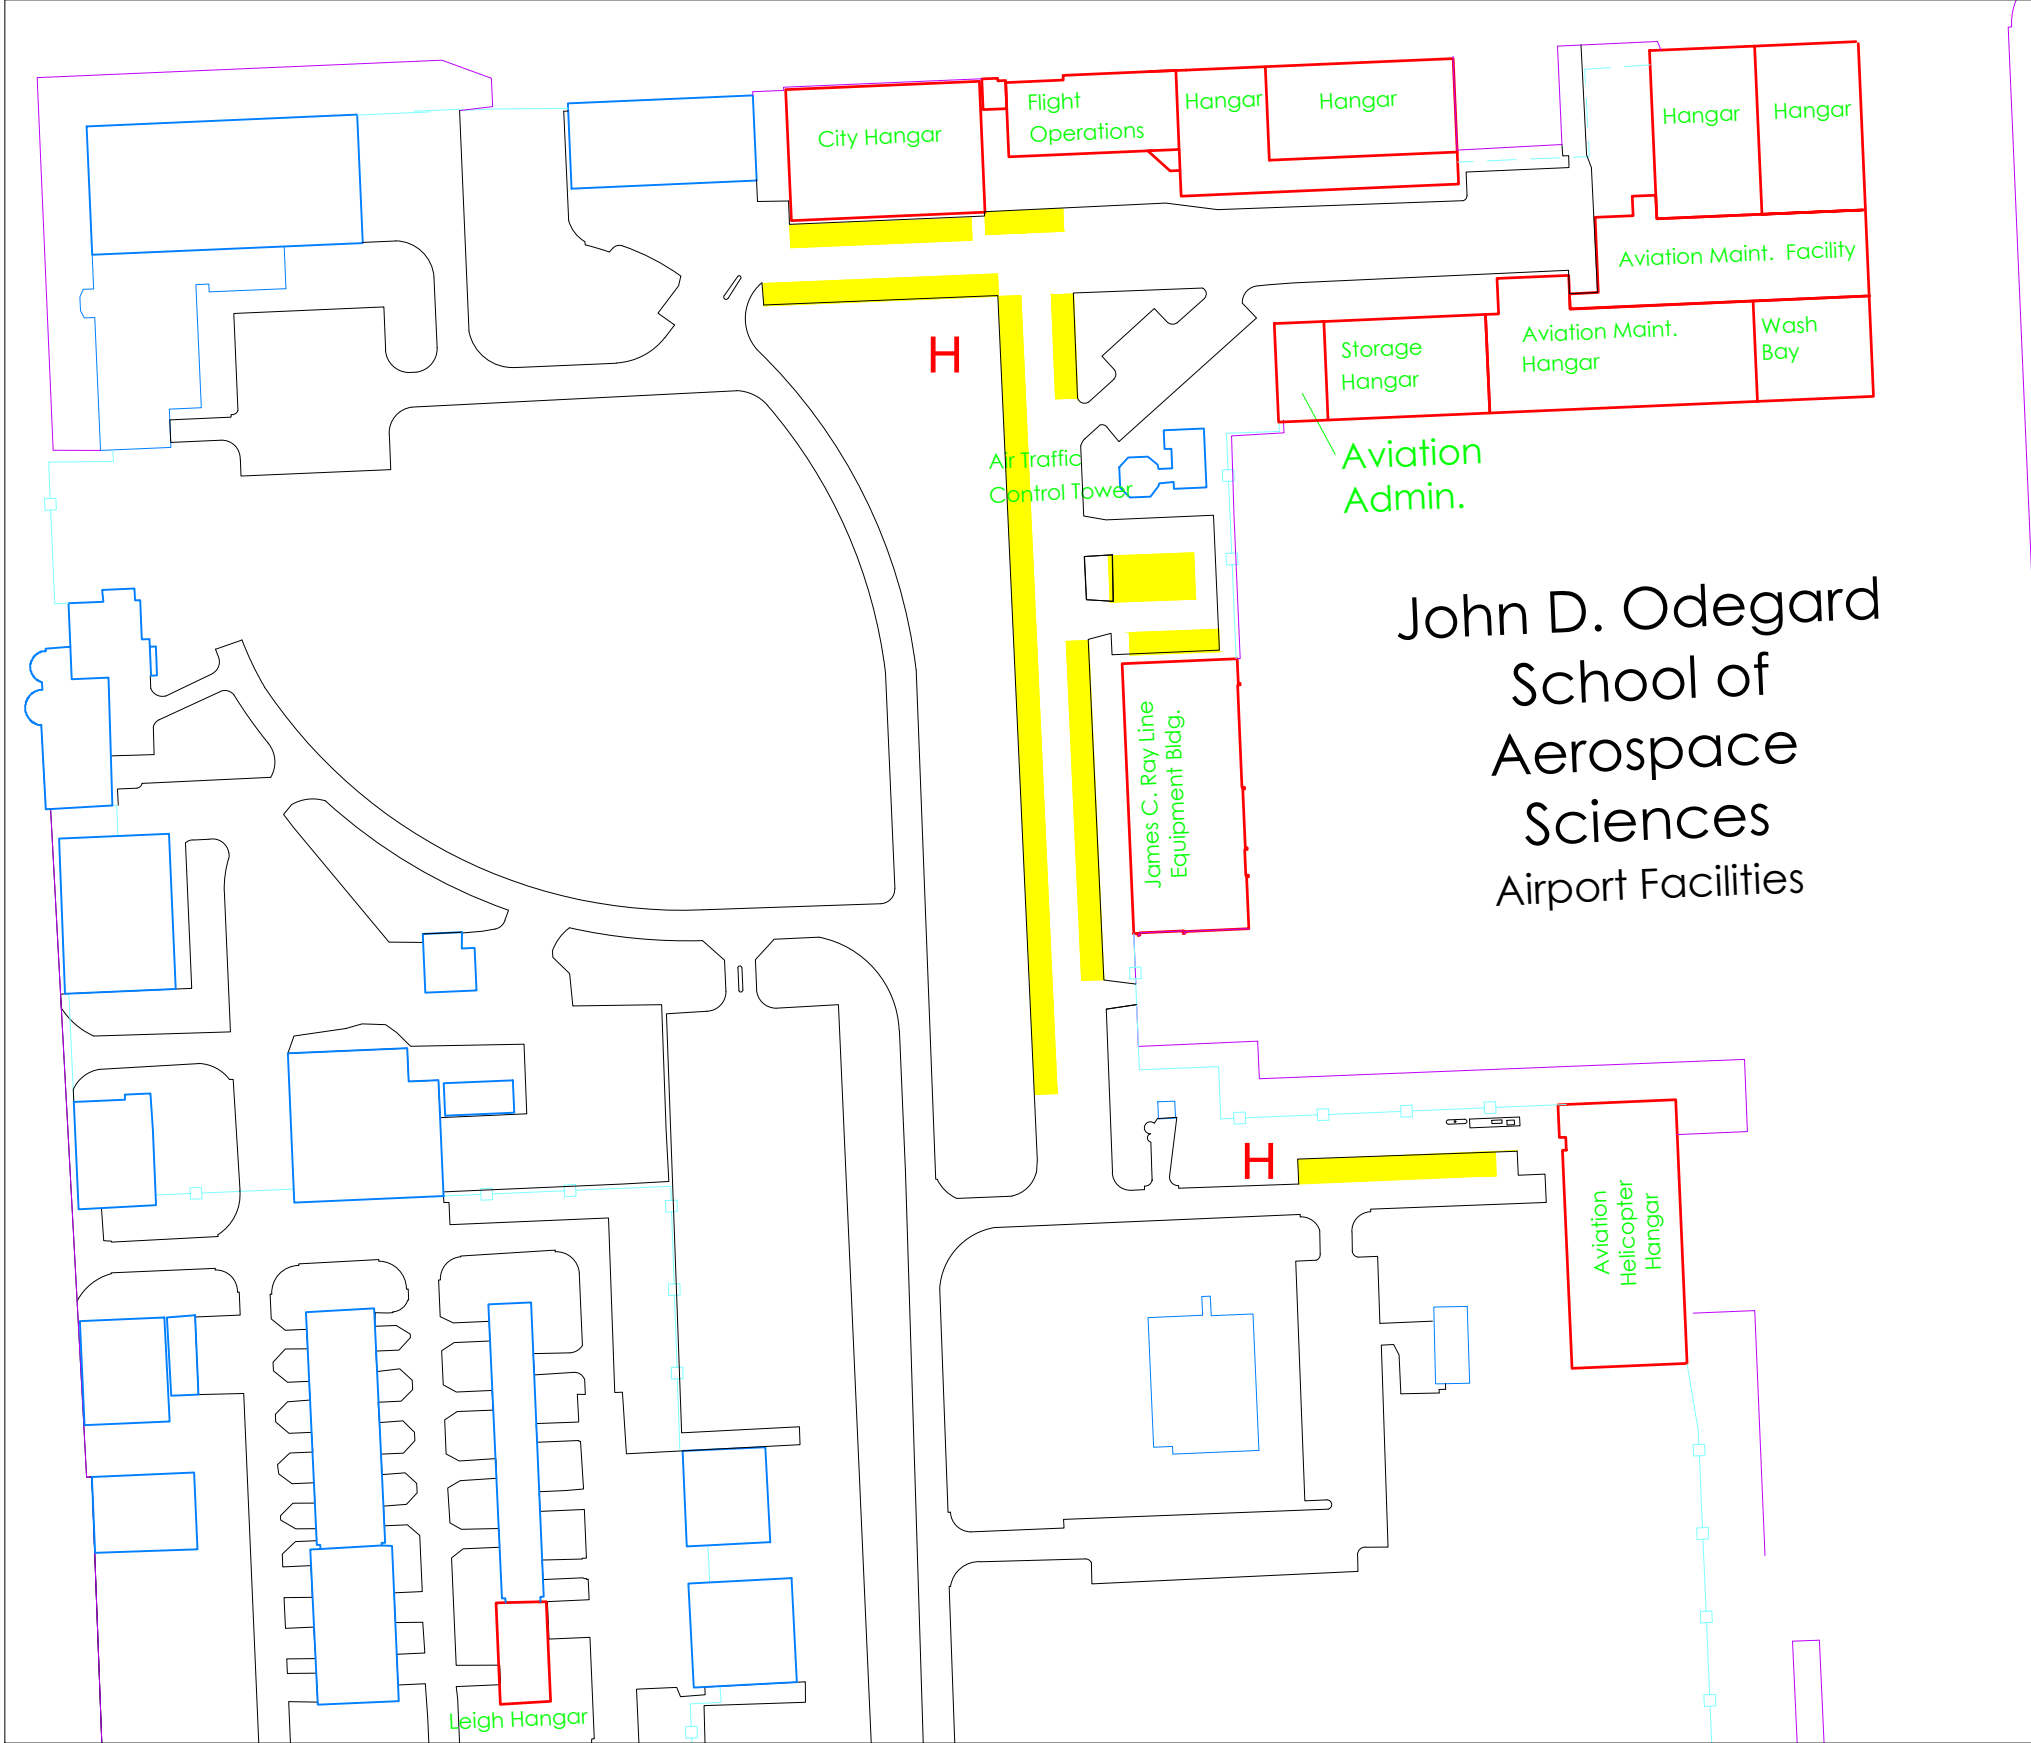 Flight
Operations
Hangar
Hangar
City Hangar
Hangar
Hangar
Aviation Maint. Facility
Storage
Hangar
Aviation Maint.
Hangar
Wash
Bay
H
Air Traffic
Control Tower
Aviation
Admin.
John D. Odegard
School of
Aerospace
Sciences
Airport Facilities
James C. Ray Line
Equipment Bldg.
H
Aviation
Helicopter
Hangar
Leigh Hangar